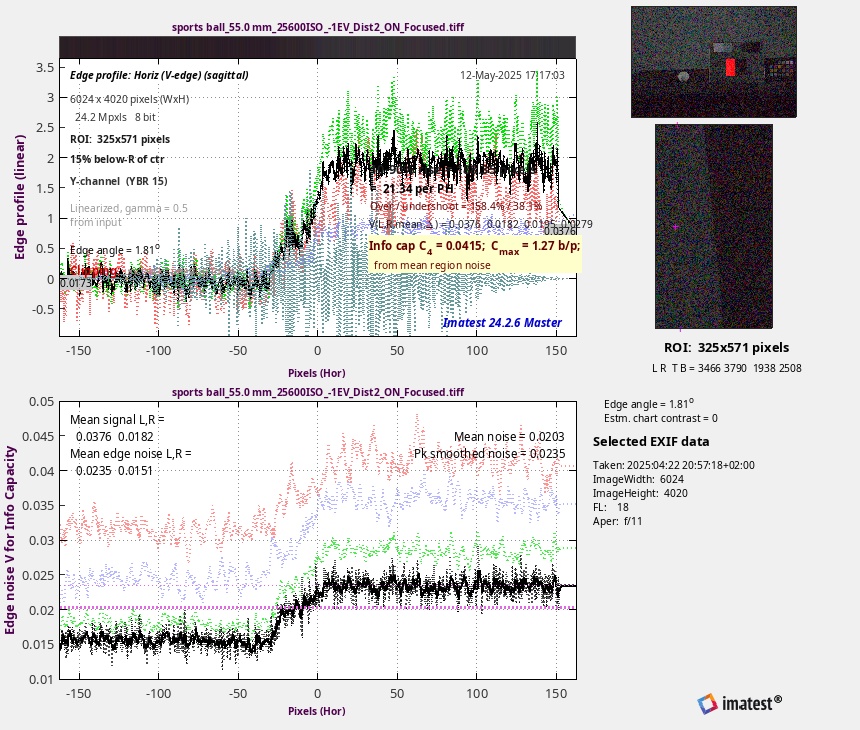 sports ball_55.0 mm_25600ISO_-1EV_Dist2_ON_Focused.tiff
Edge profile: Horiz (V-edge) (sagittal)
12-May-2025 17:17:03
6024 x 4020 pixels (WxH)
24.2 Mpxls   8 bit
ROI:  325x571 pixels
15% below-R of ctr
Y-channel  (YBR 15)
Linearized, gamma = 0.5
from input
Edge angle = 1.81°
Clipping
0.0173
21.34 per PH
Over / undershoot = 158.4% / 38.1%
V(L,R,mean,Δ) = 0.0376  0.0182  0.0195  0.0279
0.0376
Info cap C4 = 0.0415;  Cmax = 1.27 b/p;
from mean region noise
Imatest 24.2.6 Master
Edge profile (linear)
3.5
3
2.5
2
1.5
1
0.5
0
-0.5
-150 -100 -50 0 50 100 150
Pixels (Hor)
sports ball_55.0 mm_25600ISO_-1EV_Dist2_ON_Focused.tiff
Mean signal L,R =
0.0376  0.0182
Mean edge noise L,R =
0.0235  0.0151
Mean noise = 0.0203
Pk smoothed noise = 0.0235
Edge noise V for Info Capacity
0.05
0.045
0.04
0.035
0.03
0.025
0.02
0.015
0.01
-150 -100 -50 0 50 100 150
Pixels (Hor)
ROI:  325x571 pixels
L R  T B = 3466 3790  1938 2508
Edge angle = 1.81°
Estm. chart contrast = 0
Selected EXIF data
Taken: 2025:04:22 20:57:18+02:00
ImageWidth:  6024
ImageHeight:  4020
FL:   18
Aper:  f/11
imatest®